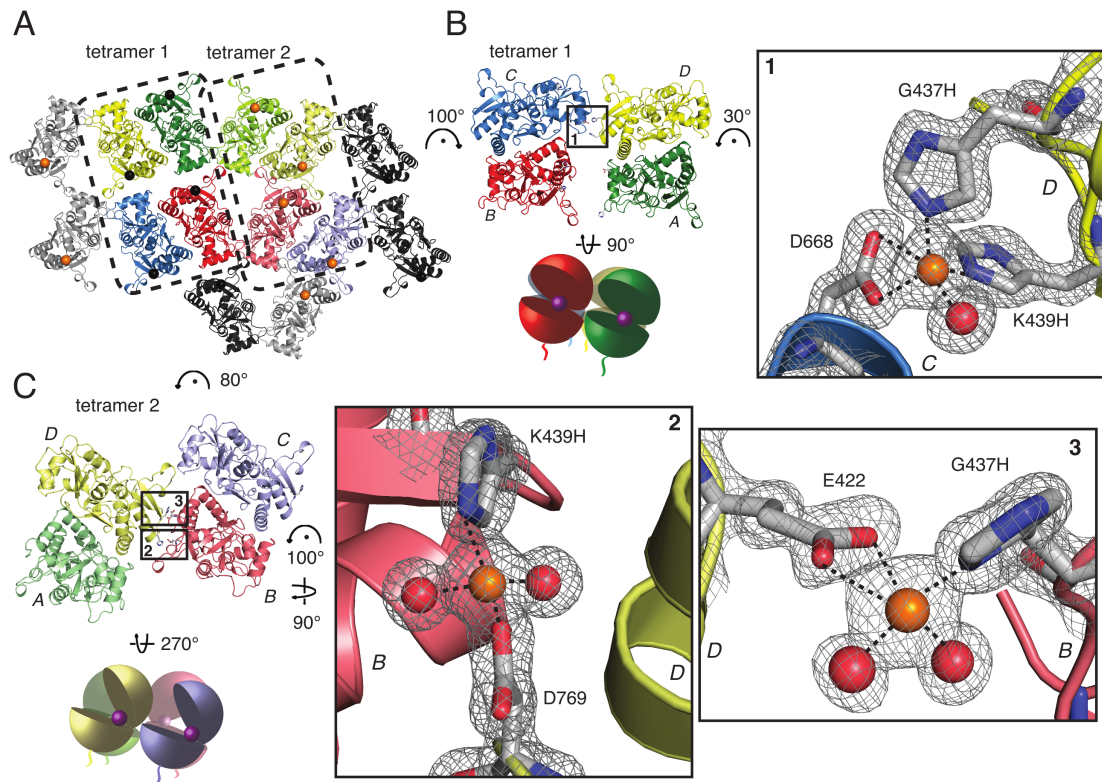 A
tetramer 1
tetramer 2
B
tetramer 1
100°
C
D
1
30°
B
A
90°
1
G437H
D
D668
K439H
C
C
80°
tetramer 2
D
C
3
2
A
B
100°
90°
270°
2
K439H
B
D
D769
3
G437H
E422
D
B